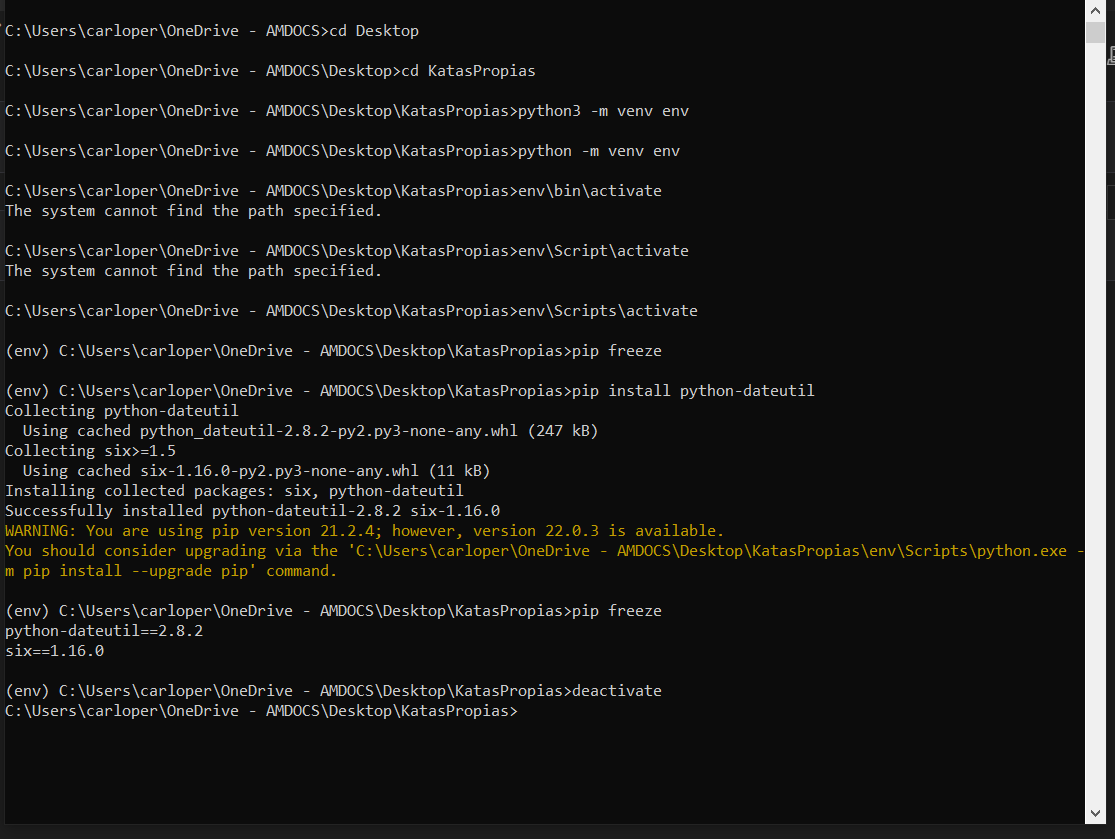 C:\Users\carloper\OneDrive - AMDOCS>cd Desktop
C:\Users\carloper\OneDrive - AMDOCS\Desktop>cd KatasPropias
C:\Users\carloper\OneDrive - AMDOCS\Desktop\KatasPropias>python3 -m venv env
C:\Users\carloper\OneDrive - AMDOCS\Desktop\KatasPropias>python -m venv env
C:\Users\carloper\OneDrive - AMDOCS\Desktop\KatasPropias>env\bin\activate
The system cannot find the path specified.
C:\Users\carloper\OneDrive - AMDOCS\Desktop\KatasPropias>env\Script\activate
The system cannot find the path specified.
C:\Users\carloper\OneDrive - AMDOCS\Desktop\KatasPropias>env\Scripts\activate
(env) C:\Users\carloper\OneDrive - AMDOCS\Desktop\KatasPropias>pip freeze
(env) C:\Users\carloper\OneDrive - AMDOCS\Desktop\KatasPropias>pip install python-dateutil
Collecting python-dateutil
  Using cached python_dateutil-2.8.2-py2.py3-none-any.whl (247 kB)
Collecting six>=1.5
  Using cached six-1.16.0-py2.py3-none-any.whl (11 kB)
Installing collected packages: six, python-dateutil
Successfully installed python-dateutil-2.8.2 six-1.16.0
WARNING: You are using pip version 21.2.4; however, version 22.0.3 is available.
You should consider upgrading via the 'C:\Users\carloper\OneDrive - AMDOCS\Desktop\KatasPropias\env\Scripts\python.exe -
m pip install --upgrade pip' command.
(env) C:\Users\carloper\OneDrive - AMDOCS\Desktop\KatasPropias>pip freeze
python-dateutil==2.8.2
six==1.16.0
(env) C:\Users\carloper\OneDrive - AMDOCS\Desktop\KatasPropias>deactivate
C:\Users\carloper\OneDrive - AMDOCS\Desktop\KatasPropias>